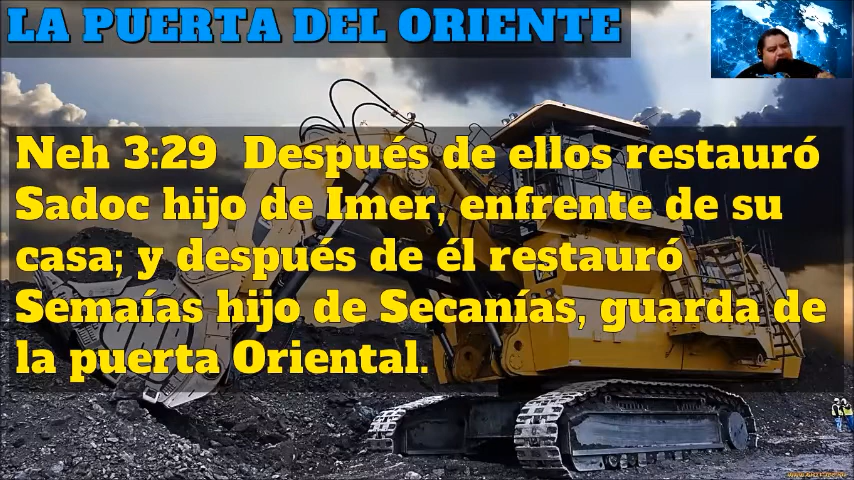 LA PUERTA DEL ORIENTE
Neh 3:29 Después de ellos restauró
Sadoc hijo de Imer, enfrente de su
casa; y después de él restauró
Semaías hijo de Secanías, guarda de
la puerta Oriental.